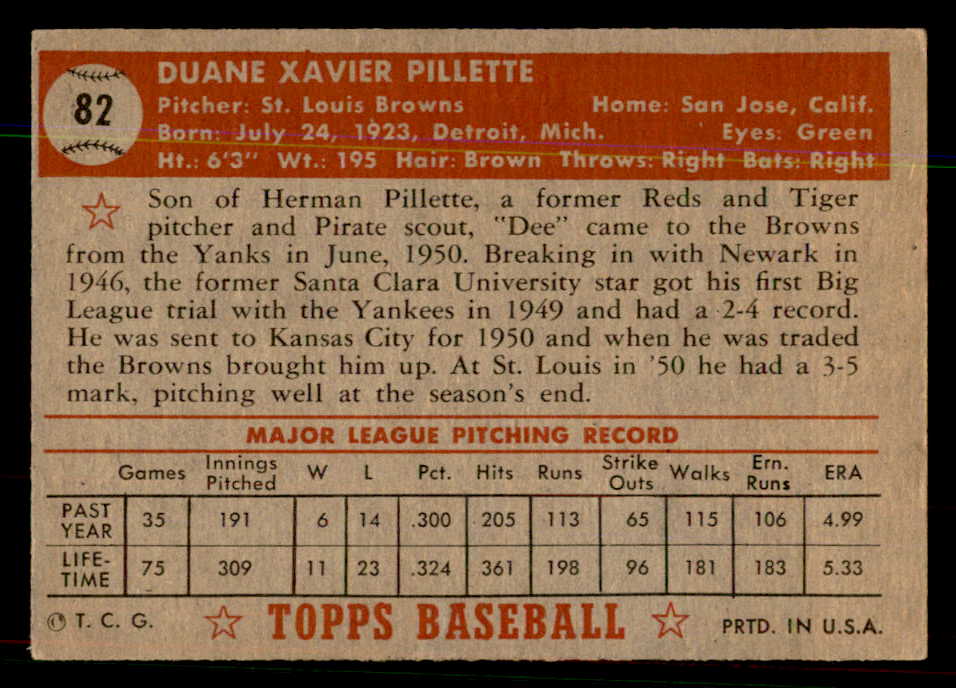 82
DUANE XAVIER PILLETTE
Pitcher: St. Louis Browns Home: San Jose, Calif.
Born: July 24, 1923, Detroit, Mich. Eyes: Green
Ht.: 6'3" Wt.: 195 Hair: Brown Throws: Right Bats: Right
Son of Herman Pillette, a former Reds and Tiger
pitcher and Pirate scout, "Dee" came to the Browns
from the Yanks in June, 1950. Breaking in with Newark in
1946, the former Santa Clara University star got his first Big
League trial with the Yankees in 1949 and had a 2-4 record.
He was sent to Kansas City for 1950 and when he was traded
the Browns brought him up. At St. Louis in '50 he had a 3-5
mark, pitching well at the season's end.
MAJOR LEAGUE PITCHING RECORD
Games Innings Pitched W L Pct. Hits Runs Strike Outs Walks Ern. Runs ERA
PAST YEAR 35 191 6 14 .300 205 113 65 115 106 4.99
LIFE-TIME 75 309 11 23 .324 361 198 96 181 183 5.33
© T. C. G. TOPPS BASEBALL PRTD. IN U.S.A.